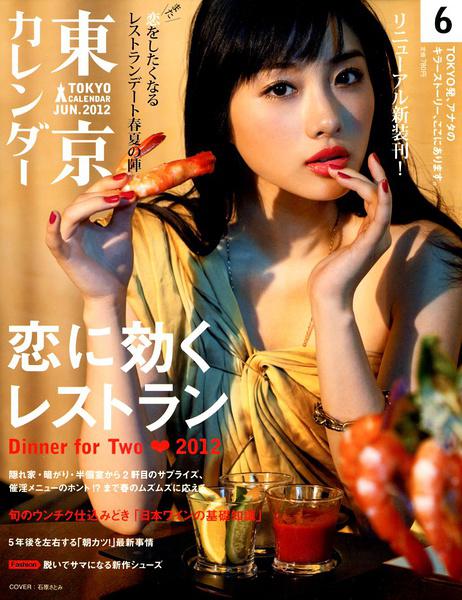 6
TOKYO発、アナタの
キラーストーリー、ここにあります。
定価780円
リニューアル新装刊!
また
恋をしたくなる
レストランデート春夏の陣
東京
カレンダー
TOKYO
CALENDAR
JUN.2012
恋に効く
レストラン
Dinner for Two ❤ 2012
隠れ家・暗がり・半個室から2軒目のサプライズ、
催淫メニューのホント!?まで春のムズムズに応え
旬のウンチク仕込みどき「日本ワインの基礎知識」
5年後を左右する「朝カツ!」最新事情
Fashion 脱いでサマになる新作シューズ
COVER:石原さとみ